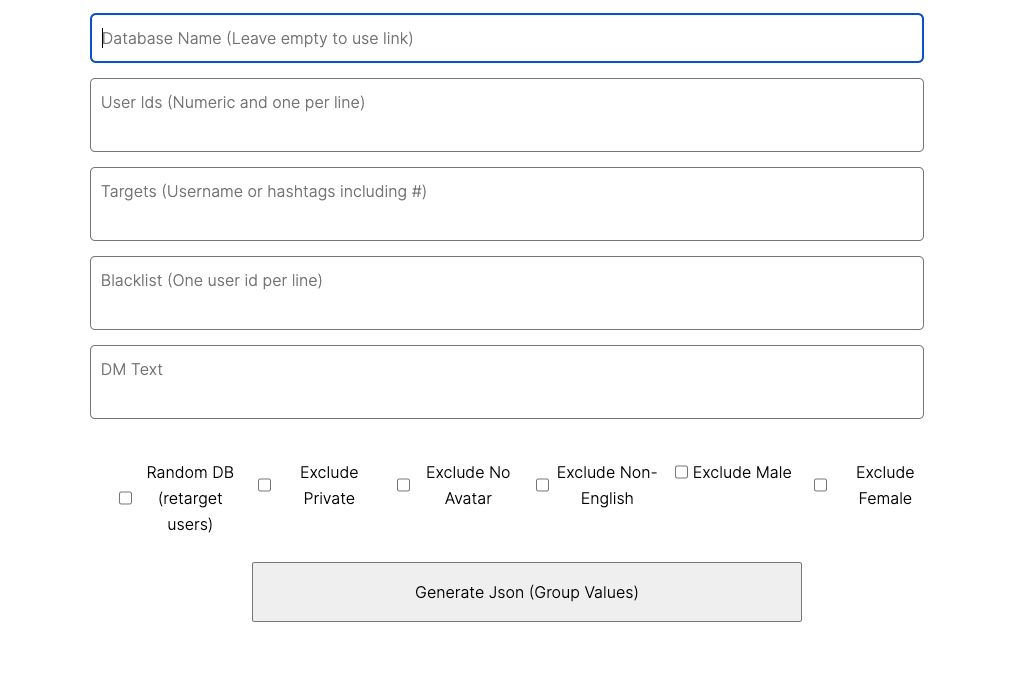 Database Name (Leave empty to use link)
User Ids (Numeric and one per line)
Targets (Username or hashtags including #)
Blacklist (One user id per line)
DM Text
Random DB
(retarget
users)
Exclude
Private
Exclude No
Avatar
Exclude Non-
English
Exclude Male
Exclude
Female
Generate Json (Group Values)